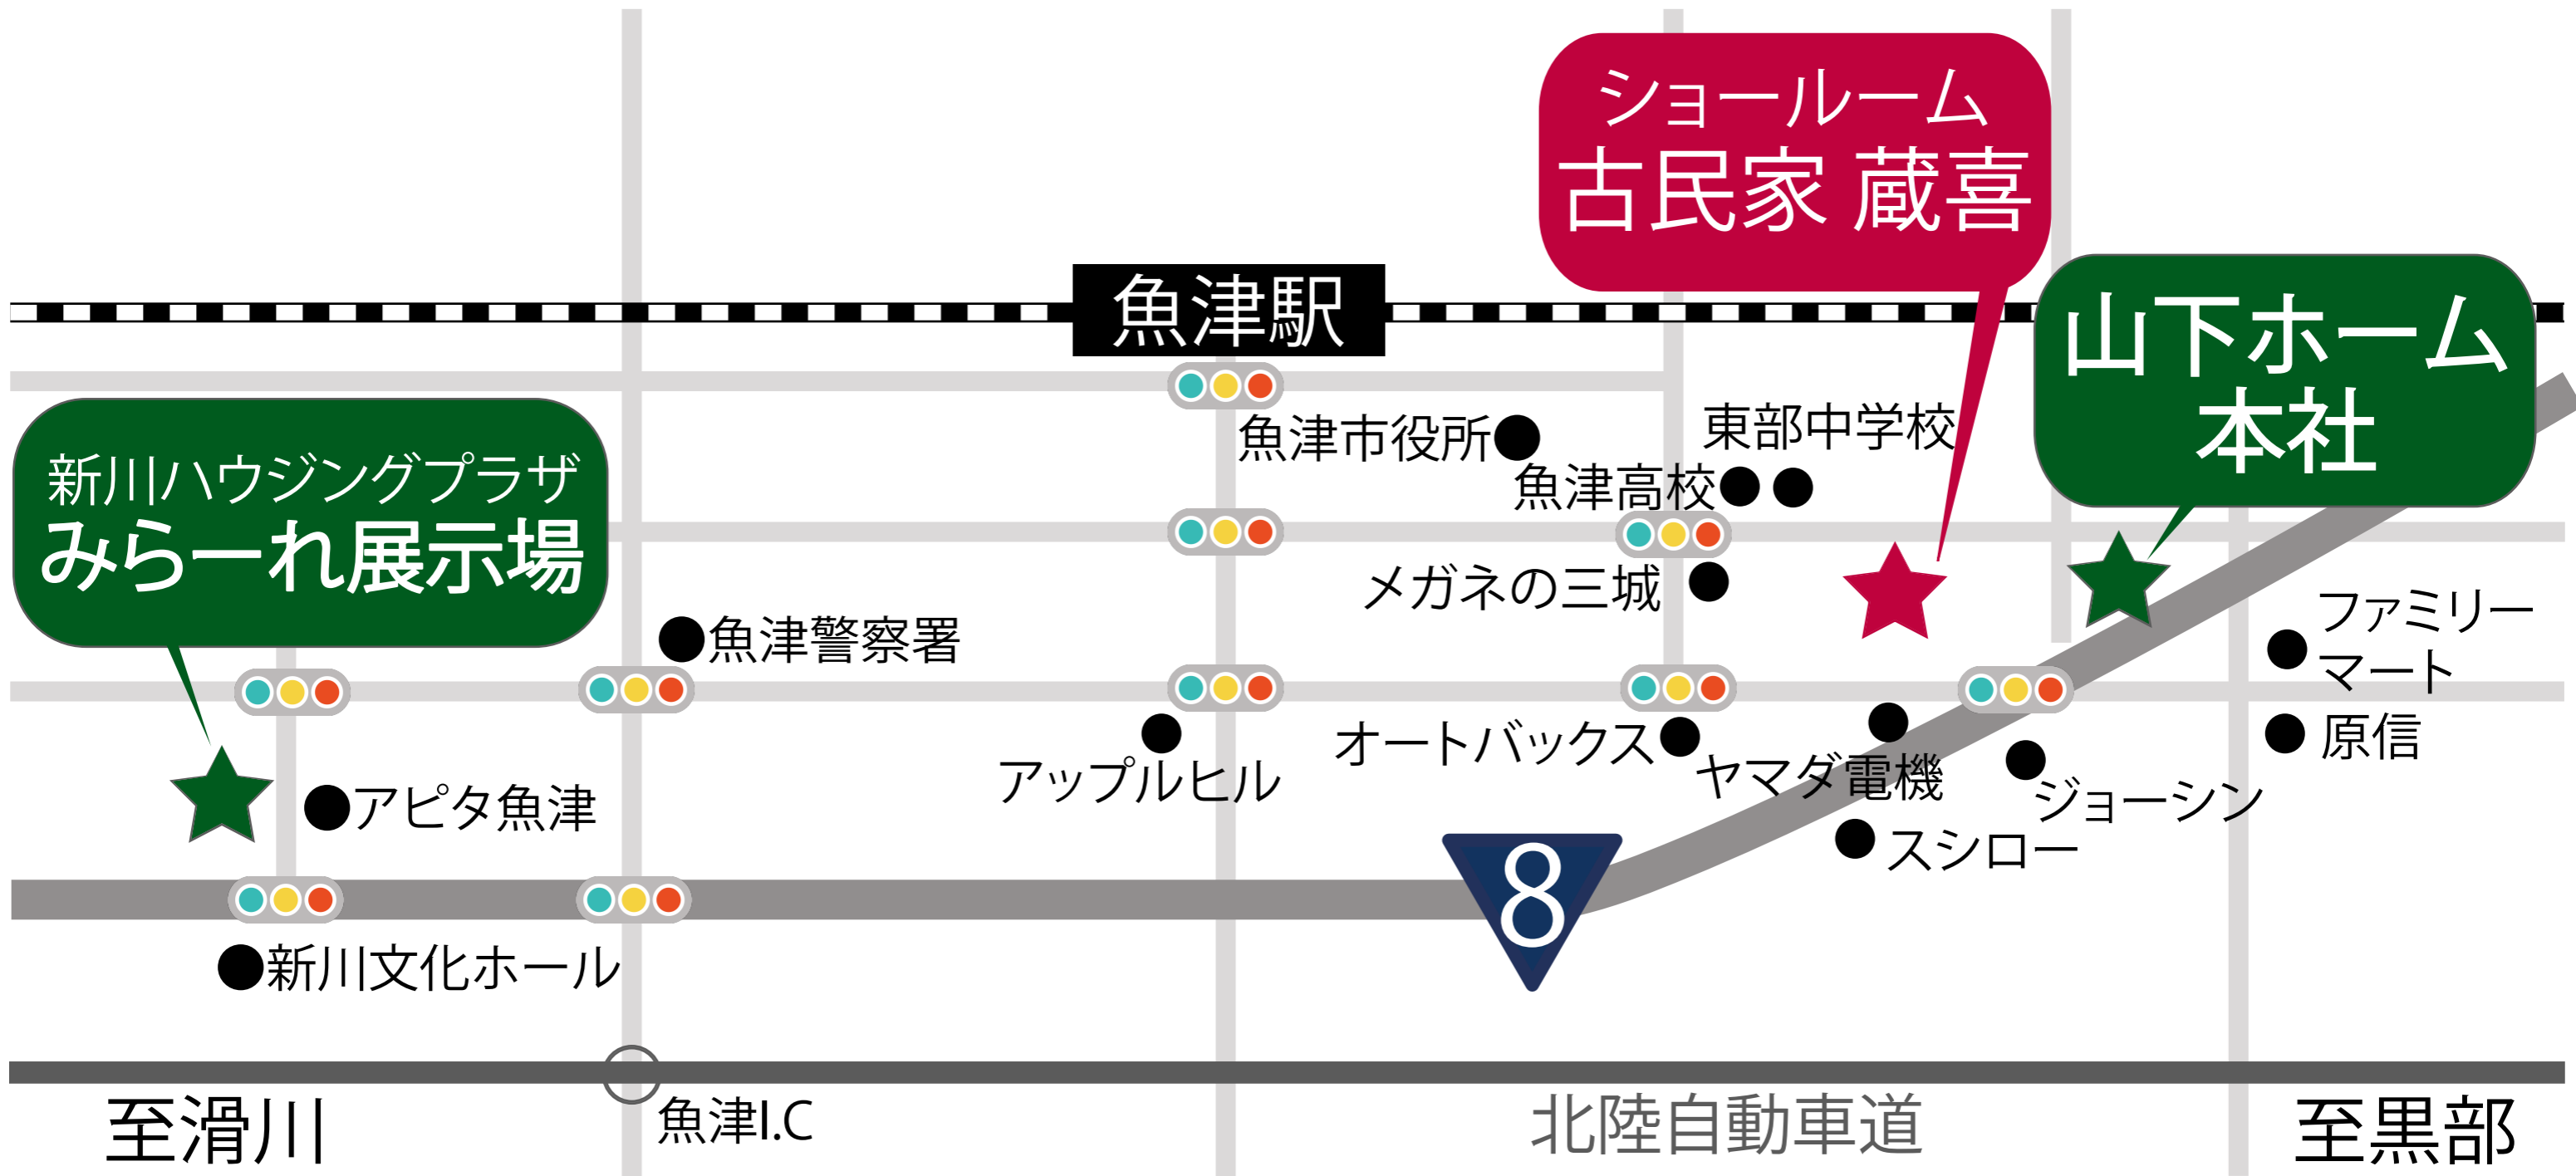 ショールーム
古民家 蔵喜
魚津駅
山下ホーム
本社
新川ハウジングプラザ
みらーれ展示場
魚津市役所
東部中学校
魚津高校
メガネの三城
魚津警察署
ファミリー
マート
原信
アップルヒル
オートバックス
ヤマダ電機
ジョーシン
アピタ魚津
スシロー
8
新川文化ホール
至滑川
魚津I.C
北陸自動車道
至黒部